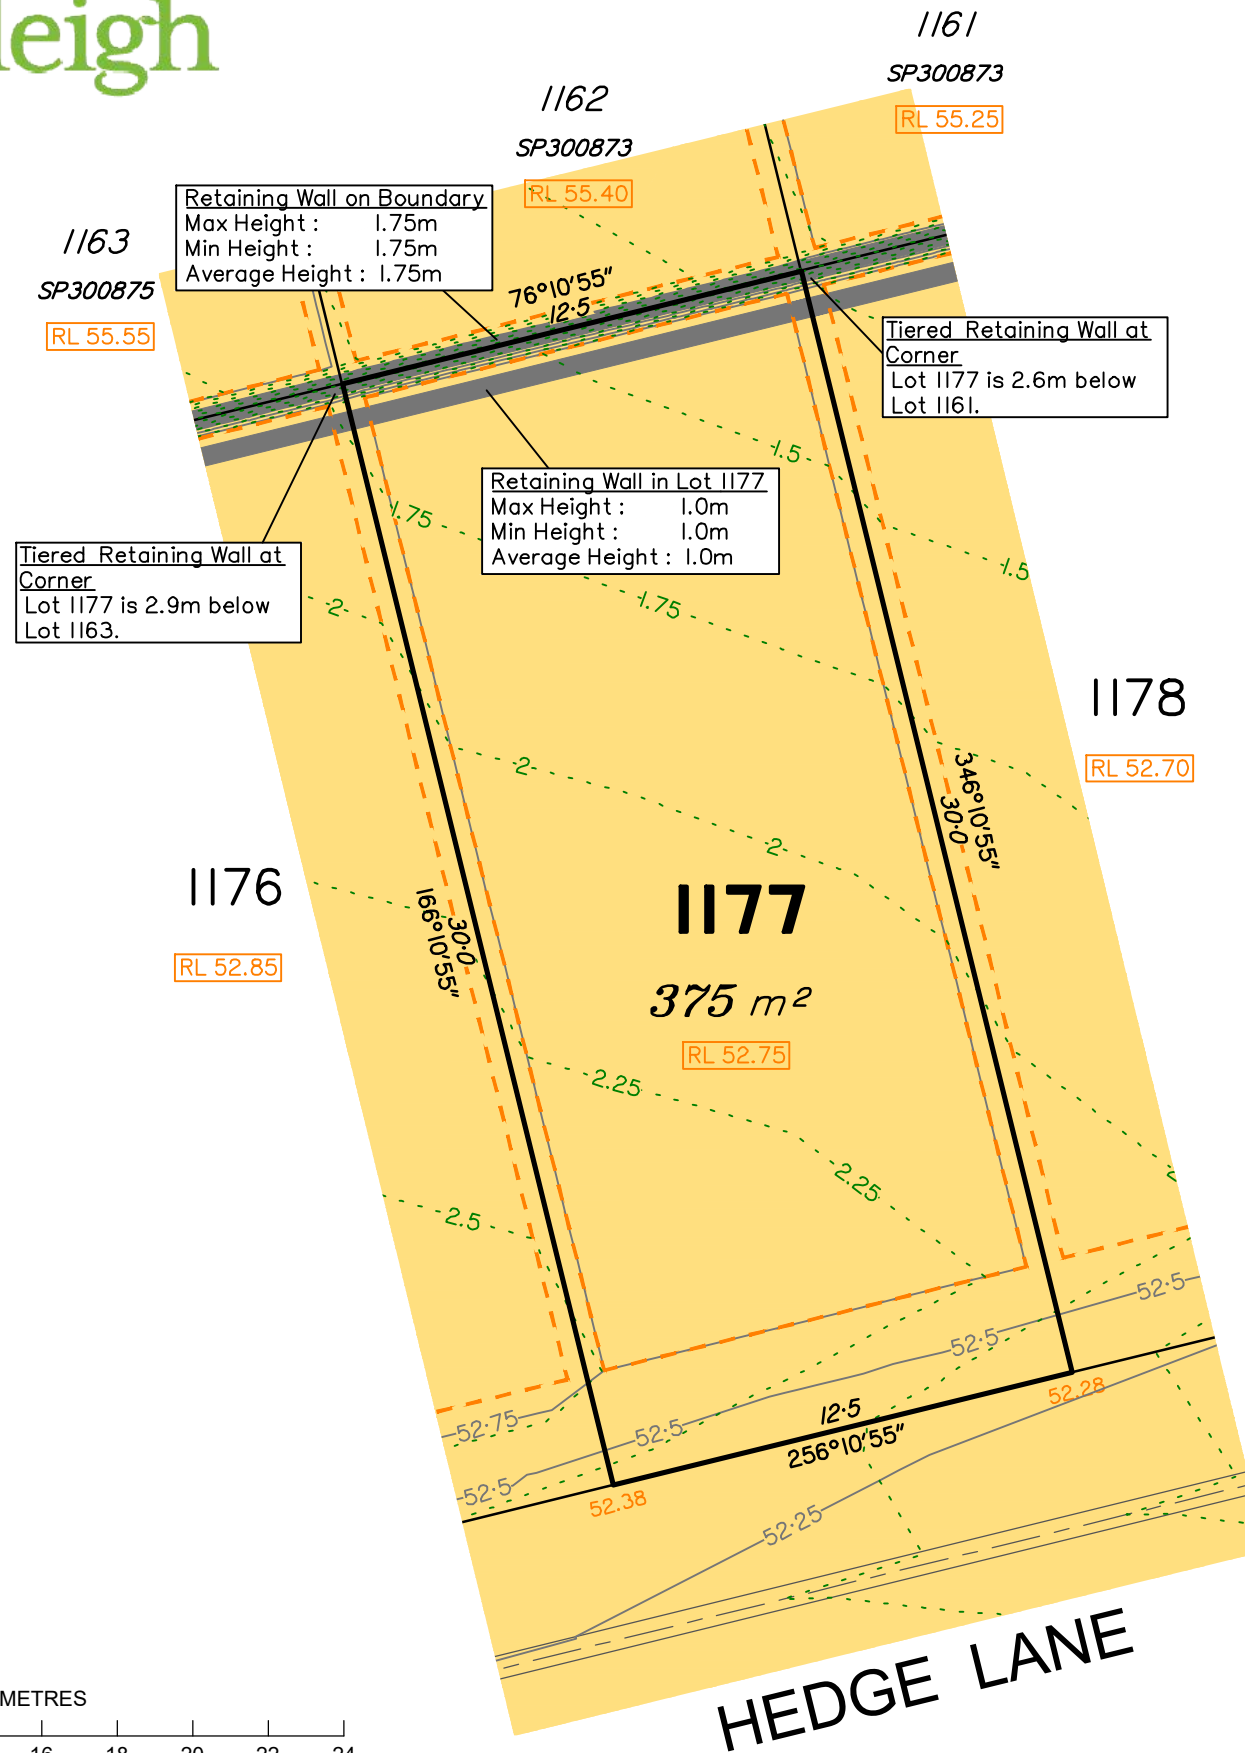 leigh
1161
SP300873
RL 55.25
1162
SP300873
RL 55.40
1163
SP300875
RL 55.55
Retaining Wall on Boundary
Max Height : 1.75m
Min Height : 1.75m
Average Height : 1.75m
76°10'55"
12·5
Tiered Retaining Wall at
Corner
Lot 1177 is 2.6m below
Lot 1161.
Retaining Wall in Lot 1177
Max Height : 1.0m
Min Height : 1.0m
Average Height : 1.0m
Tiered Retaining Wall at
Corner
Lot 1177 is 2.9m below
Lot 1163.
1.5
1.5
1.75
1.75
2
2
2
1178
RL 52.70
346°10'55"
30·0
1176
RL 52.85
166°10'55"
30·0
1177
375 m²
RL 52.75
2.25
2.25
2.5
52·5
52·5
52·5
52·5
52·75
52.28
12·5
256°10'55"
52.38
52·25
HEDGE LANE
METRES
16 18 20 22 24